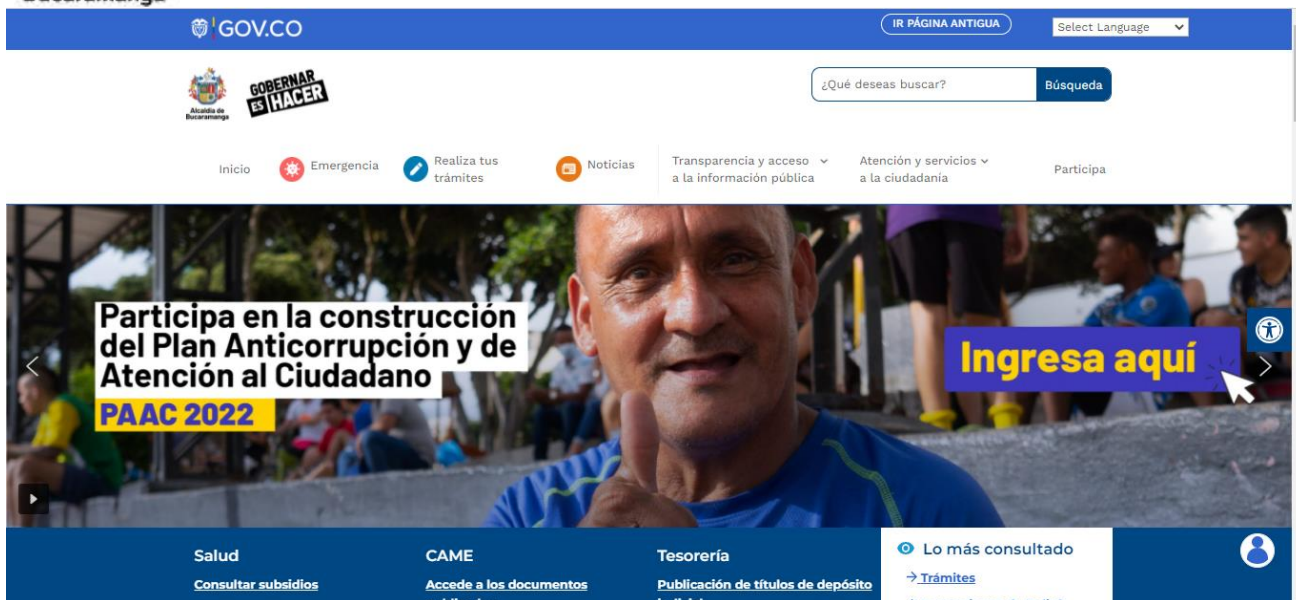 GOV.CO
IR PÁGINA ANTIGUA
Select Language
Alcaldía de
Bucaramanga
GOBERNAR
ES HACER
¿Qué deseas buscar?
Búsqueda
Inicio
Emergencia
Realiza tus
trámites
Noticias
Transparencia y acceso
a la información pública
Atención y servicios
a la ciudadanía
Participa
Participa en la construcción
del Plan Anticorrupción y de
Atención al Ciudadano
PAAC 2022
Ingresa aquí
Salud
Consultar subsidios
CAME
Accede a los documentos
Tesorería
Publicación de títulos de depósito
Lo más consultado
Trámites